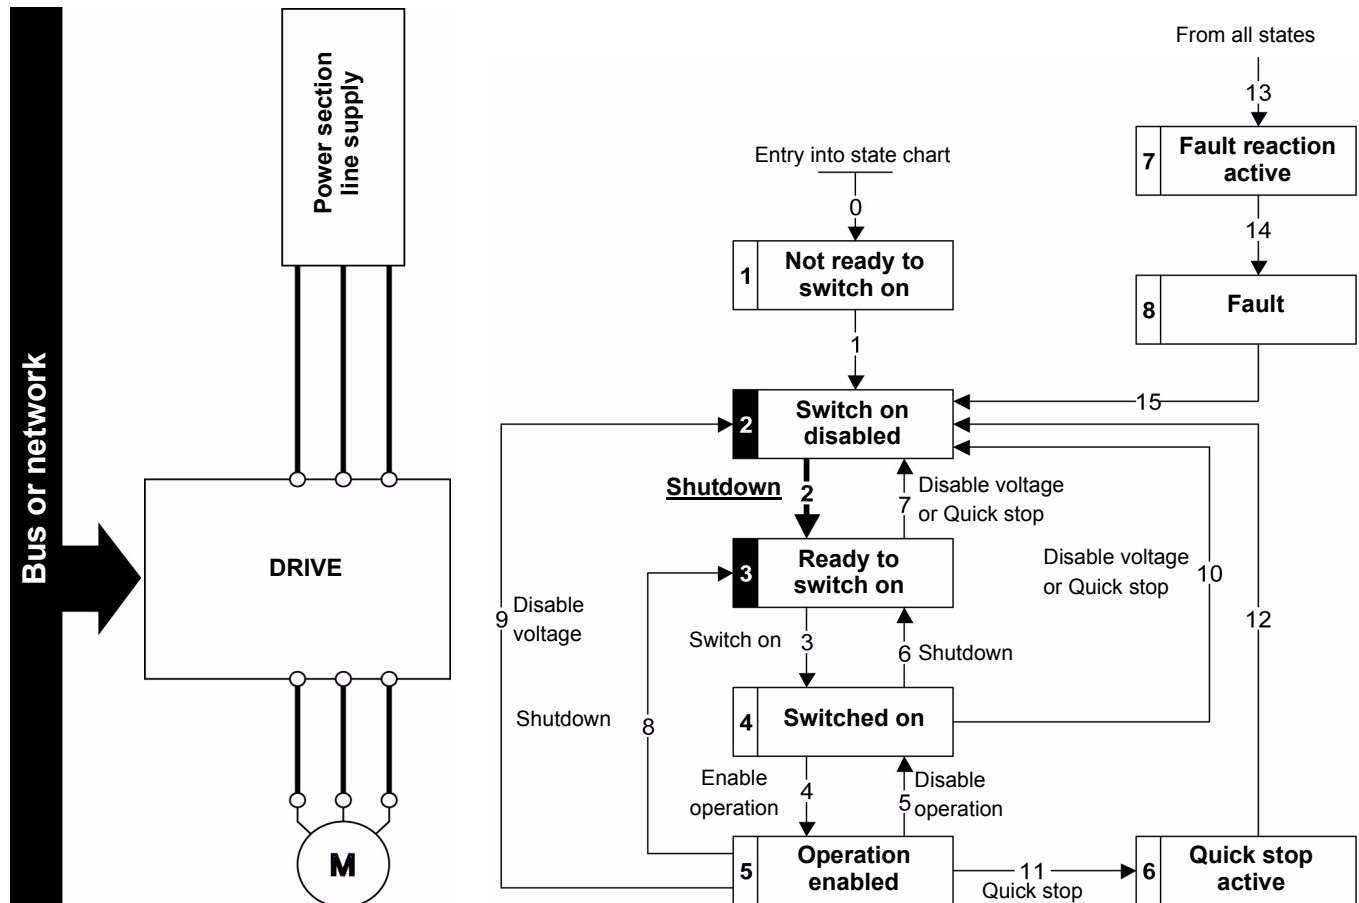 Bus or network
Power section
line supply
DRIVE
M
From all states
13
7
Fault reaction
active
14
8
Fault
15
Entry into state chart
0
1
Not ready to
switch on
1
2
Switch on
disabled
Shutdown
2
7
Disable voltage
or Quick stop
3
Ready to
switch on
Disable voltage
or Quick stop
10
12
9
Disable
voltage
Switch on
3
6
Shutdown
4
Switched on
Shutdown
8
Enable
operation
4
5
Disable
operation
5
Operation
enabled
11
Quick stop
6
Quick stop
active